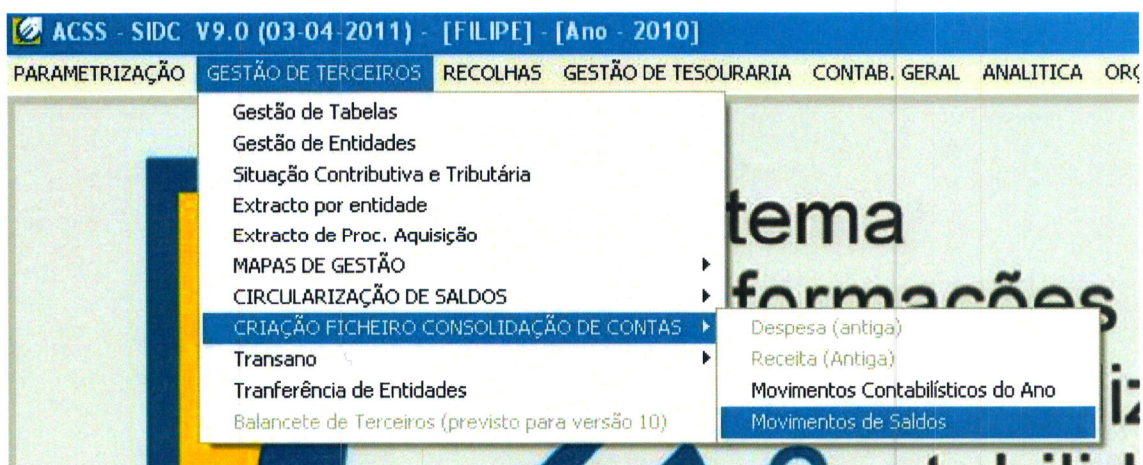 ACSS - SIDC V9.0 (03-04-2011) - [FILIPE] - [Ano - 2010]
PARAMETRIZAÇÃO GESTÃO DE TERCEIROS RECOLHAS GESTÃO DE TESOURARIA CONTAB. GERAL ANALITICA
Gestão de Tabelas
Gestão de Entidades
Situação Contributiva e Tributária
Extracto por entidade
Extracto de Proc. Aquisição
MAPAS DE GESTÃO
CIRCULARIZAÇÃO DE SALDOS
CRIAÇÃO FICHEIRO CONSOLIDAÇÃO DE CONTAS
Transano
Tranferência de Entidades
Balancete de Terceiros (previsto para versão 10)
Despesa (antiga)
Receita (Antiga)
Movimentos Contabilísticos do Ano
Movimentos de Saldos
tema
formações